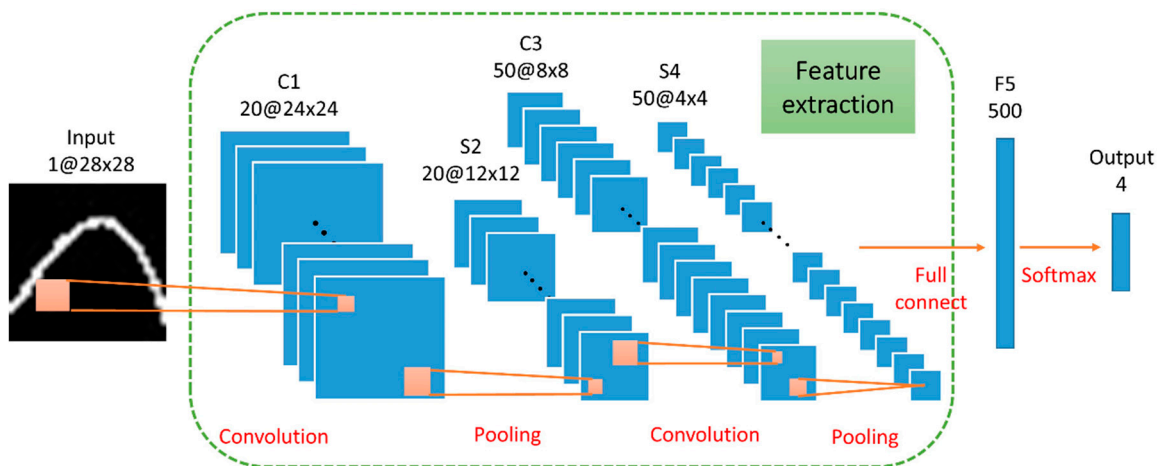 Input
1@28x28
C1
20@24x24
S2
20@12x12
C3
50@8x8
S4
50@4x4
Feature
extraction
F5
500
Output
4
Full
connect
Softmax
Convolution
Pooling
Convolution
Pooling